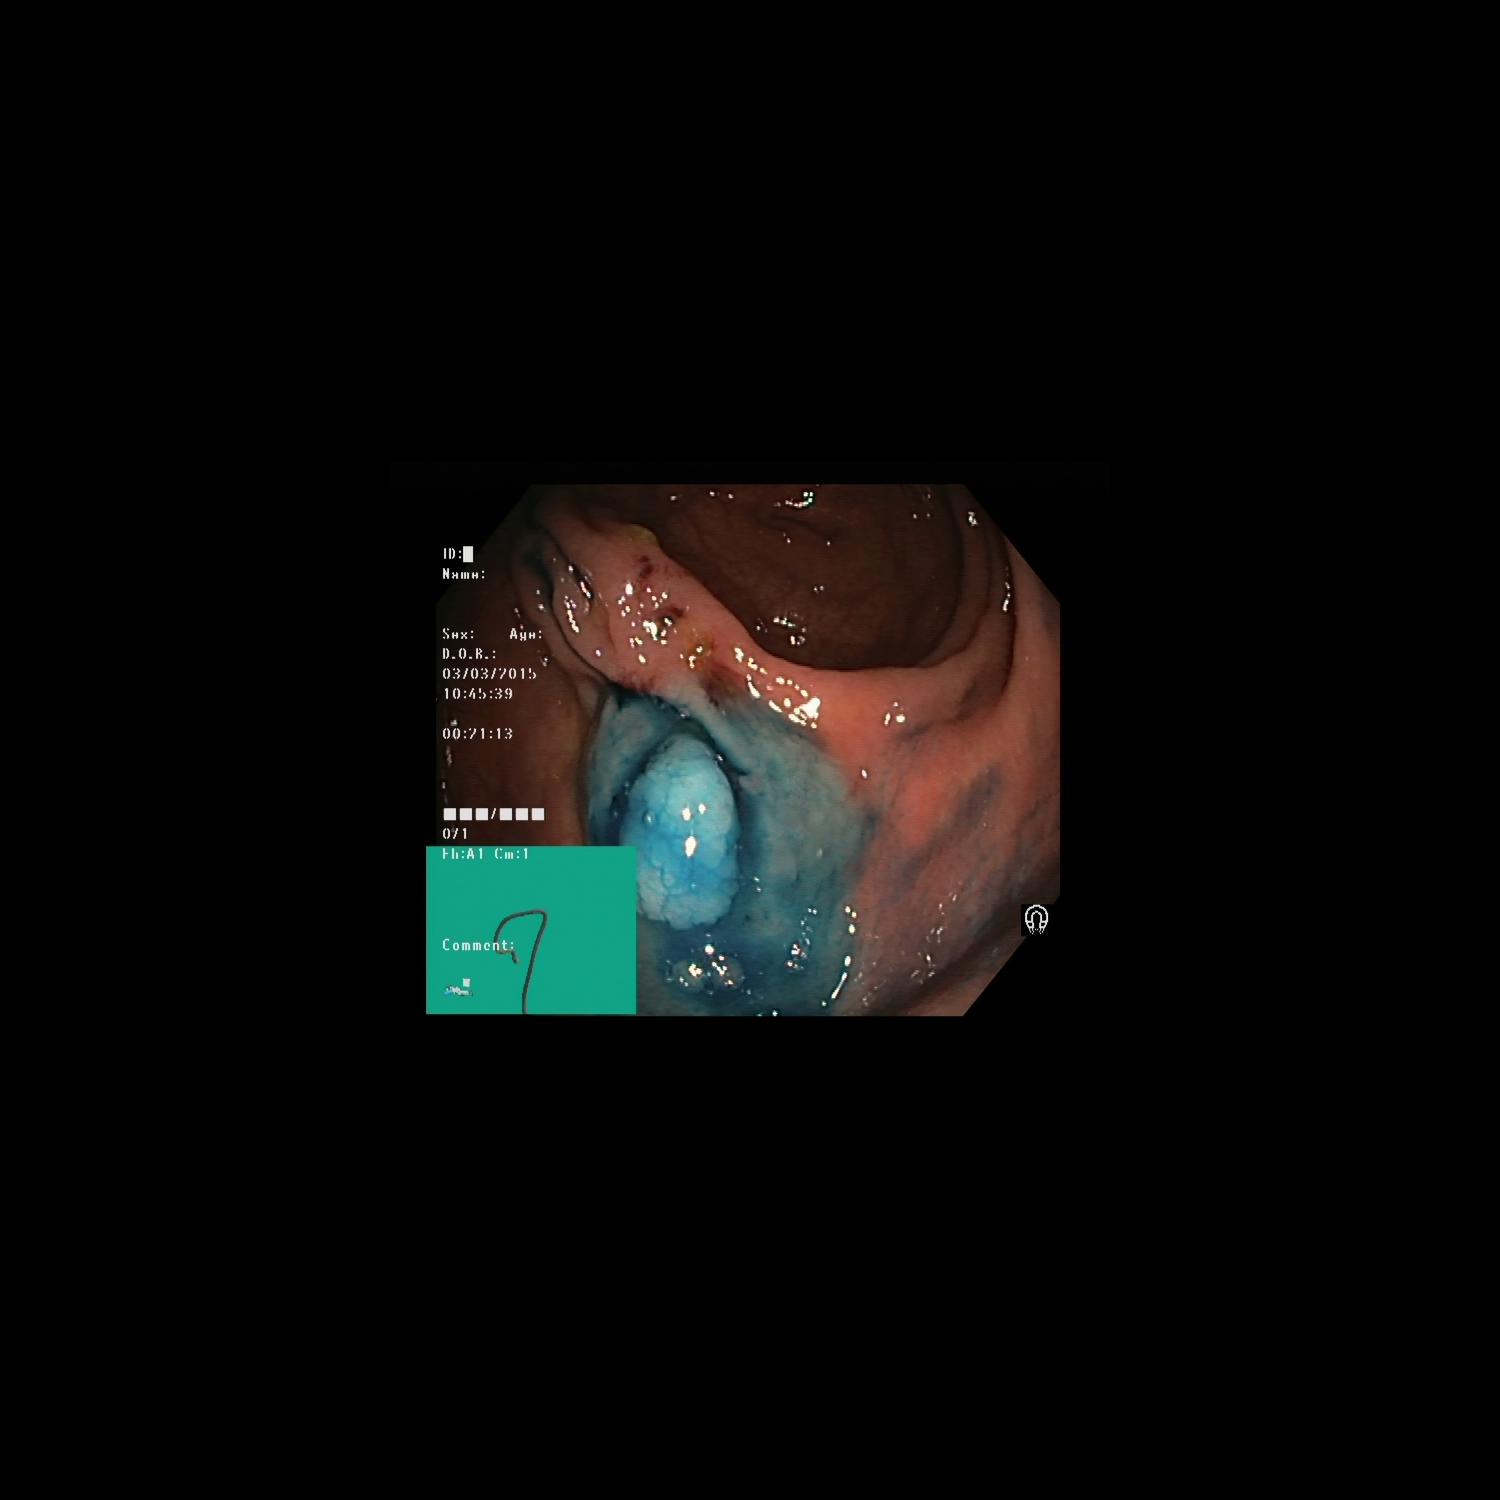 ID:
Name:
Sex: Age:
D.O.B.:
03/03/2015
10:45:39
00:21:13
■■■/■■■
0/1
Eh:A1 Cm:1
Comment: